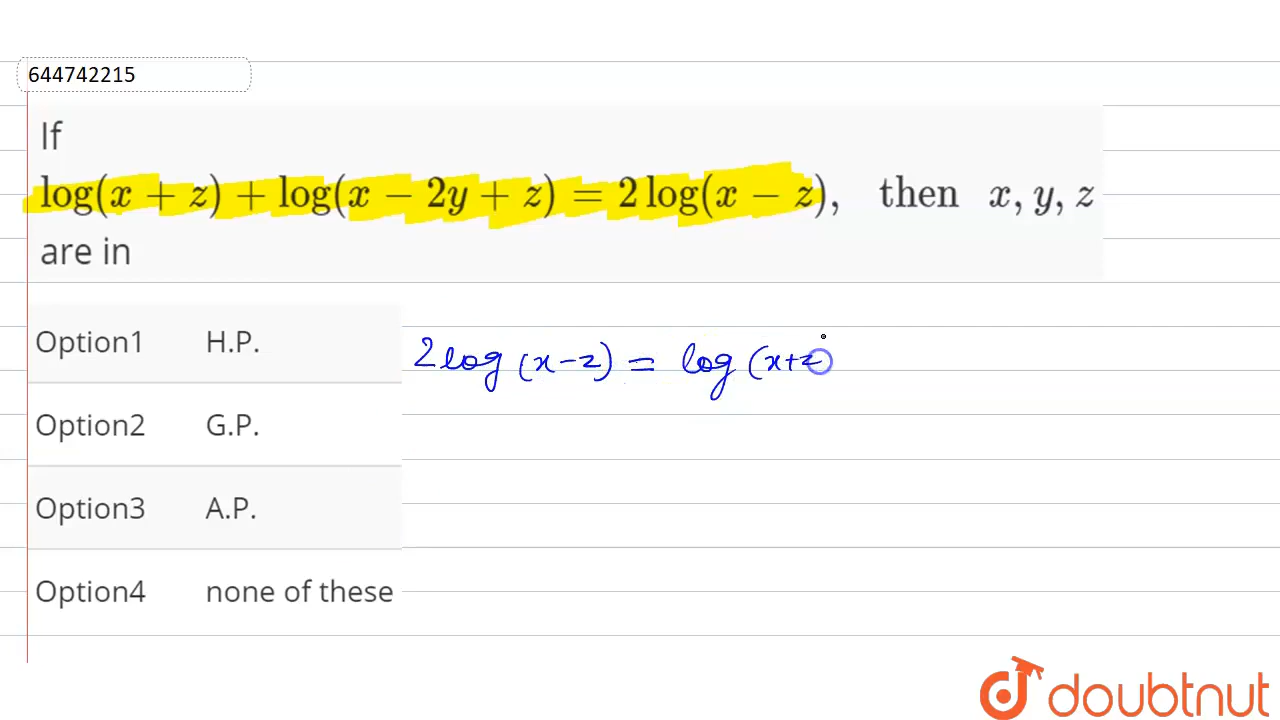 644742215
If
log(x + z) + log(x − 2y + z) = 2 log(x − z), then x, y, z
are in
Option1 H.P.
2 log (x-z) = log (x+z
Option2 G.P.
Option3 A.P.
Option4 none of these
doubtnut